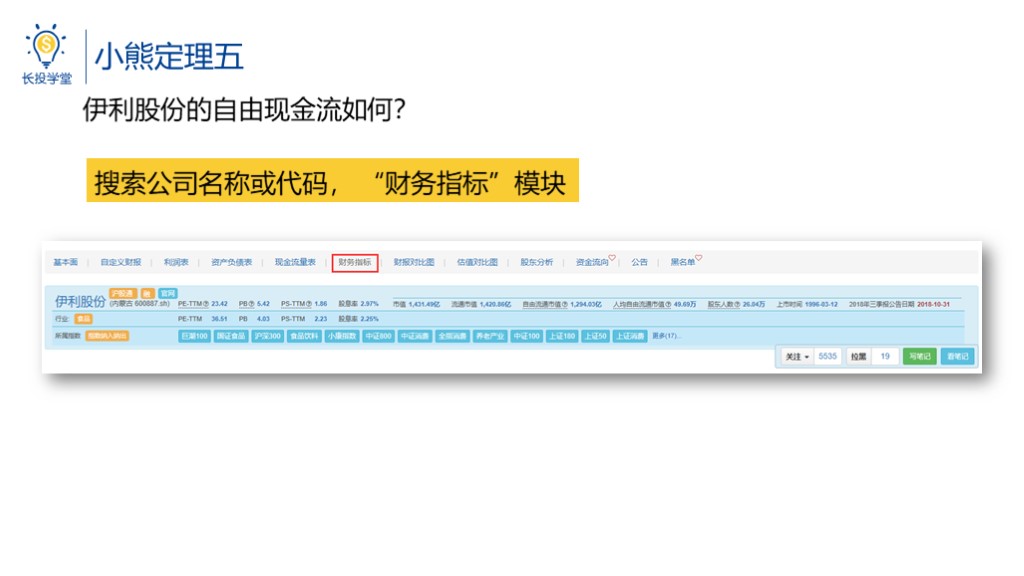 长投学堂
小熊定理五
伊利股份的自由现金流如何?
搜索公司名称或代码，“财务指标”模块
基本面 | 自定义财报 | 利润表 | 资产负债表 | 现金流量表 | 财务指标 | 财报对比图 | 估值对比图 | 股东分析 | 资金流向 | 公告 | 黑名单
沪股通 融 官网
伊利股份 (内蒙古 600887.sh) PE-TTM 23.42 PB 5.42 PS-TTM 1.86 股息率 2.97% 市值 1,431.49亿 流通市值 1,420.86亿 自由流通市值 1,294.03亿 人均自由流通市值 49.69万 股东人数 26.04万 上市时间 1996-03-12 2018年三季报公告日期 2018-10-31
行业 食品 PE-TTM 36.51 PB 4.03 PS-TTM 2.23 股息率 2.25%
所属指数 指数纳入纳出 巨潮100 国证食品 沪深300 食品饮料 小康指数 中证800 中证消费 全指消费 养老产业 中证100 上证180 上证50 上证消费 更多(17)...
关注 5535 拉黑 19 写笔记 看笔记